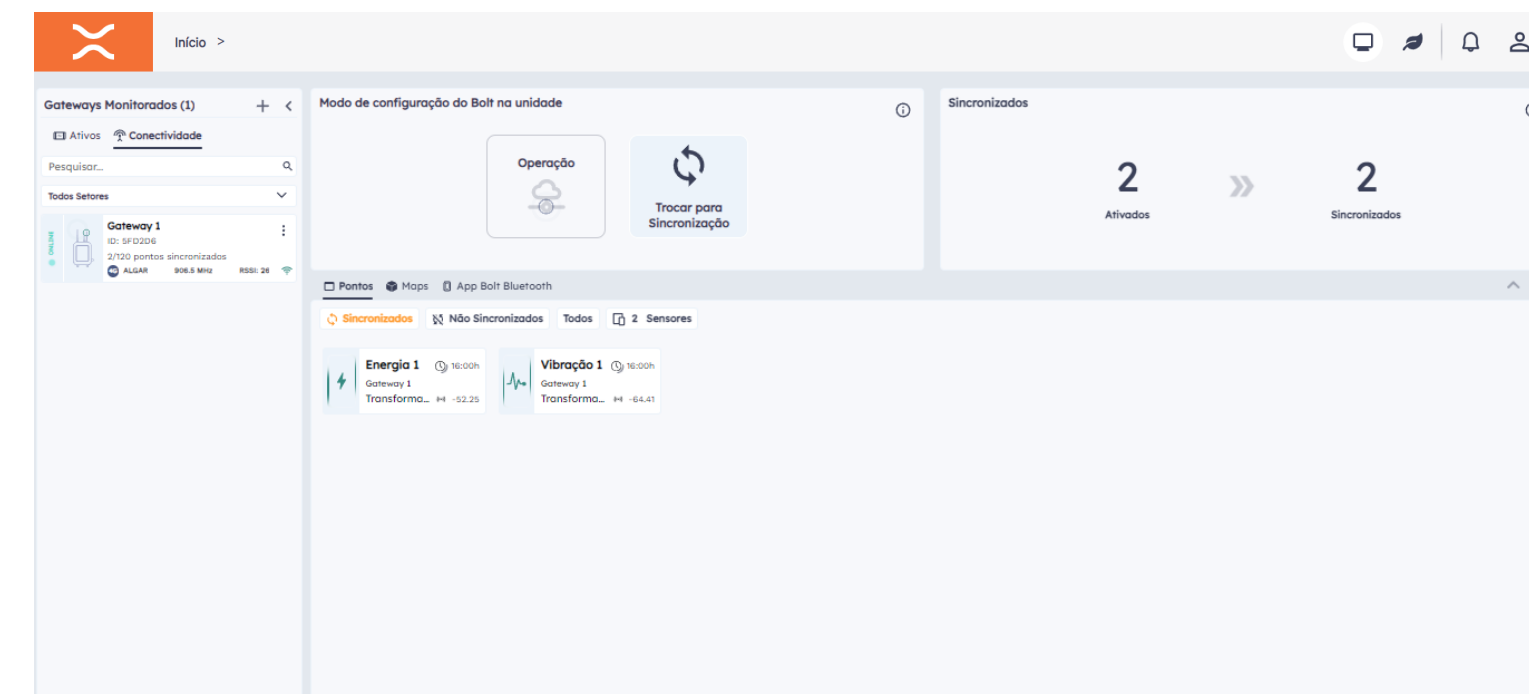 Início >
Gateways Monitorados (1)
Ativos
Conectividade
Pesquisar...
Todos Setores
ONLINE
Gateway 1
ID: 5FD2D6
2/120 pontos sincronizados
4G ALGAR 906.5 MHz RSSI: 26
Modo de configuração do Bolt na unidade
Operação
Trocar para
Sincronização
Sincronizados
2
Ativados
2
Sincronizados
Pontos
Maps
App Bolt Bluetooth
Sincronizados
Não Sincronizados
Todos
2 Sensores
Energia 1 16:00h
Gateway 1
Transforma... -52.25
Vibração 1 16:00h
Gateway 1
Transforma... -64.41